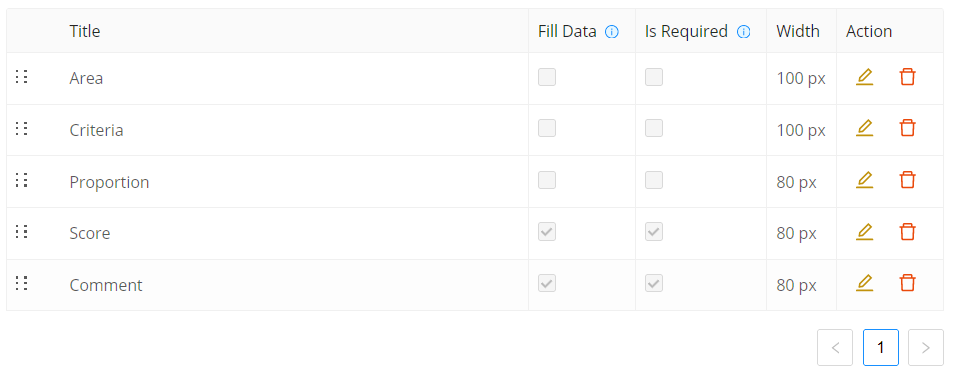 Title Fill Data Is Required Width Action
Area 100 px
Criteria 100 px
Proportion 80 px
Score 80 px
Comment 80 px
1